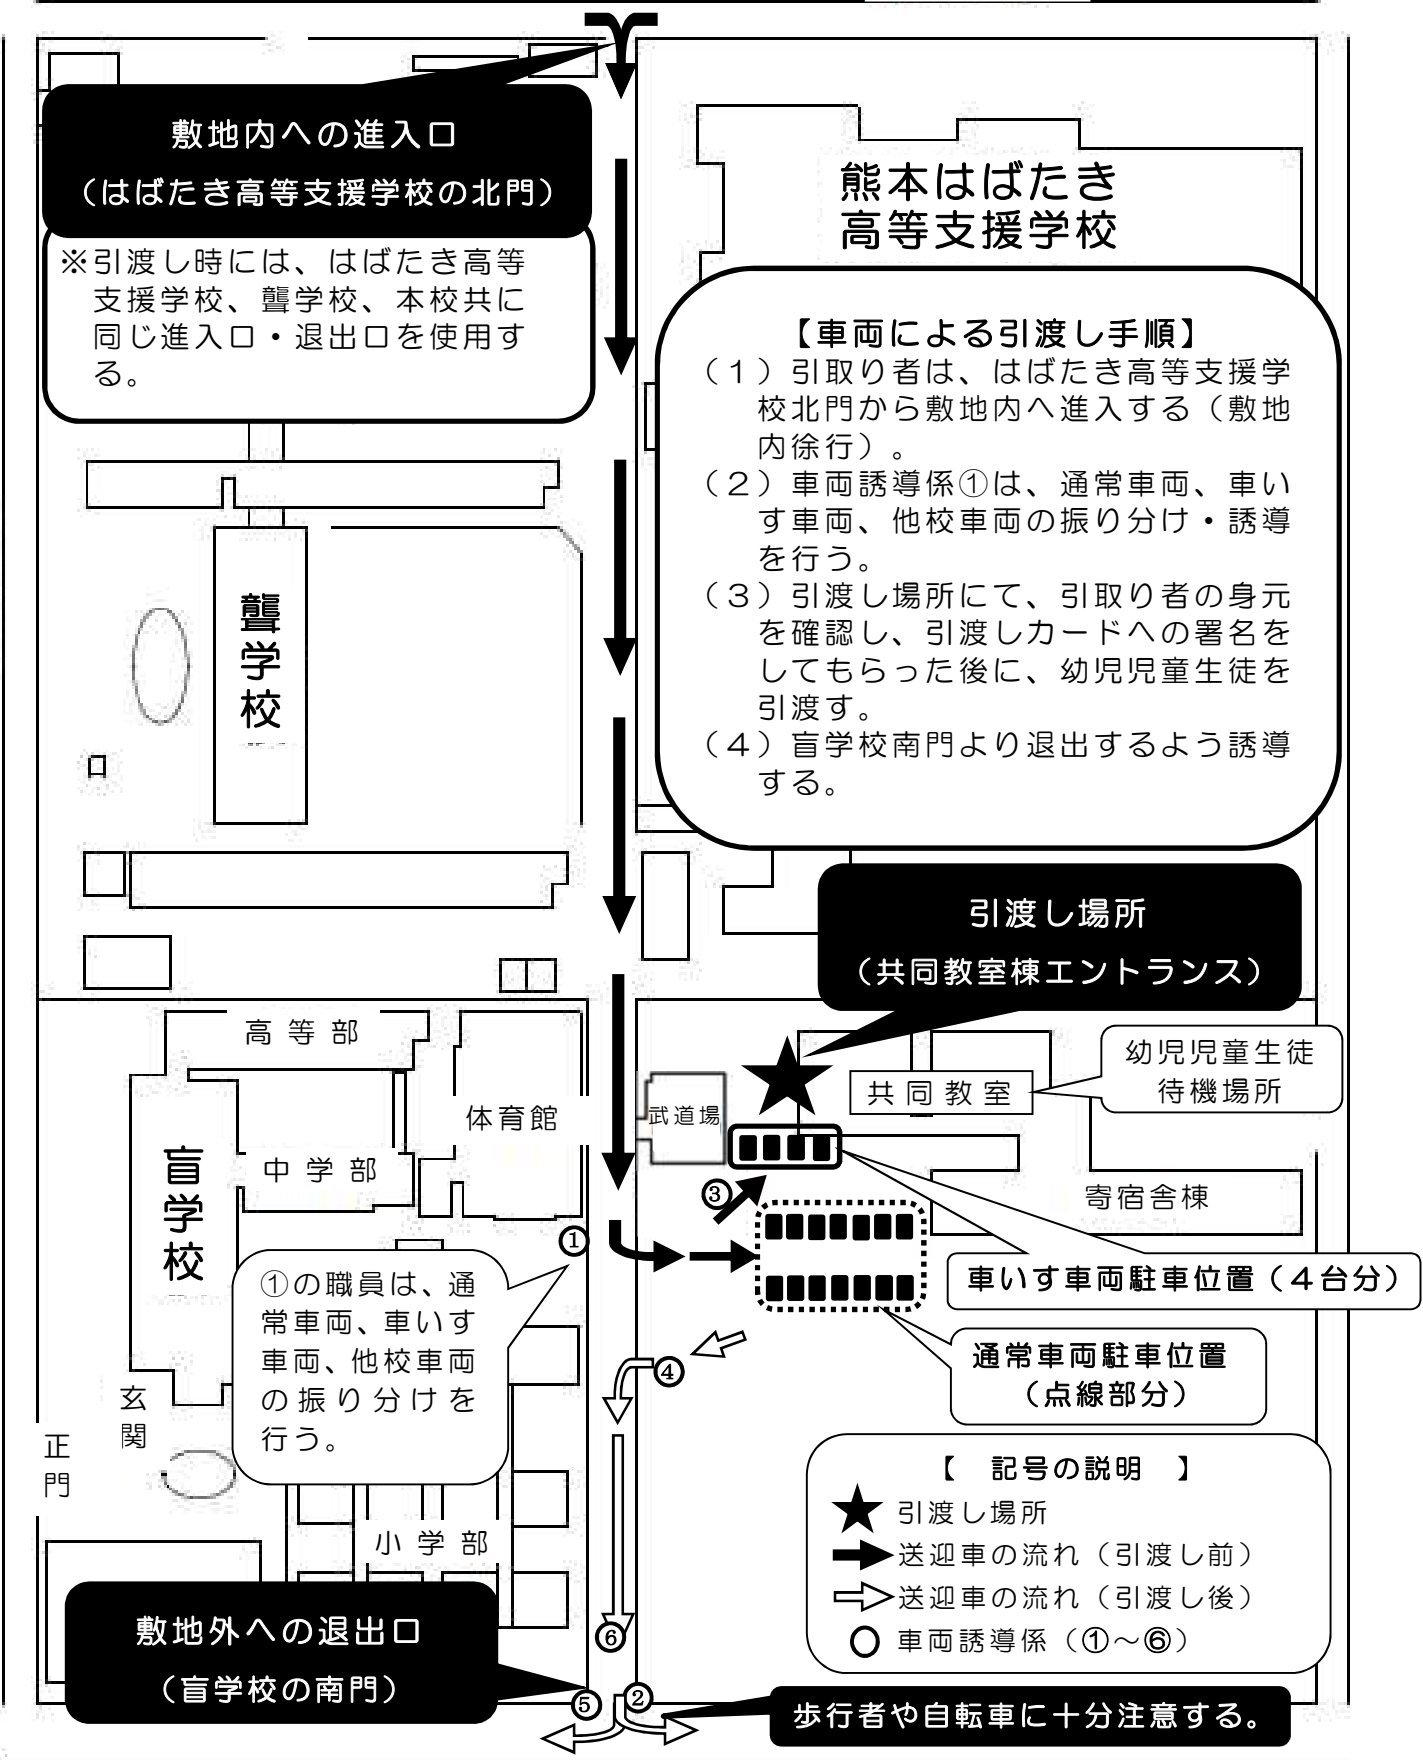 敷地内への進入口
（はばたき高等支援学校の北門）
※引渡し時には、はばたき高等
支援学校、聾学校、本校共に
同じ進入口・退出口を使用す
る。
熊本はばたき
高等支援学校
【車両による引渡し手順】
（１）引取り者は、はばたき高等支援学
校北門から敷地内へ進入する（敷地
内徐行）。
（２）車両誘導係①は、通常車両、車い
す車両、他校車両の振り分け・誘導
を行う。
（３）引渡し場所にて、引取り者の身元
を確認し、引渡しカードへの署名を
してもらった後に、幼児児童生徒を
引渡す。
（４）盲学校南門より退出するよう誘導
する。
聾学校
引渡し場所
（共同教室棟エントランス）
高等部
体育館
武道場
共同教室
幼児児童生徒
待機場所
盲学校
中学部
③
寄宿舎棟
①
車いす車両駐車位置（４台分）
①の職員は、通
常車両、車いす
車両、他校車両
の振り分けを
行う。
④
通常車両駐車位置
（点線部分）
玄関
正門
小学部
【　記号の説明　】
★引渡し場所
送迎車の流れ（引渡し前）
送迎車の流れ（引渡し後）
○ 車両誘導係（①～⑥）
敷地外への退出口
（盲学校の南門）
⑥
⑤
②
歩行者や自転車に十分注意する。